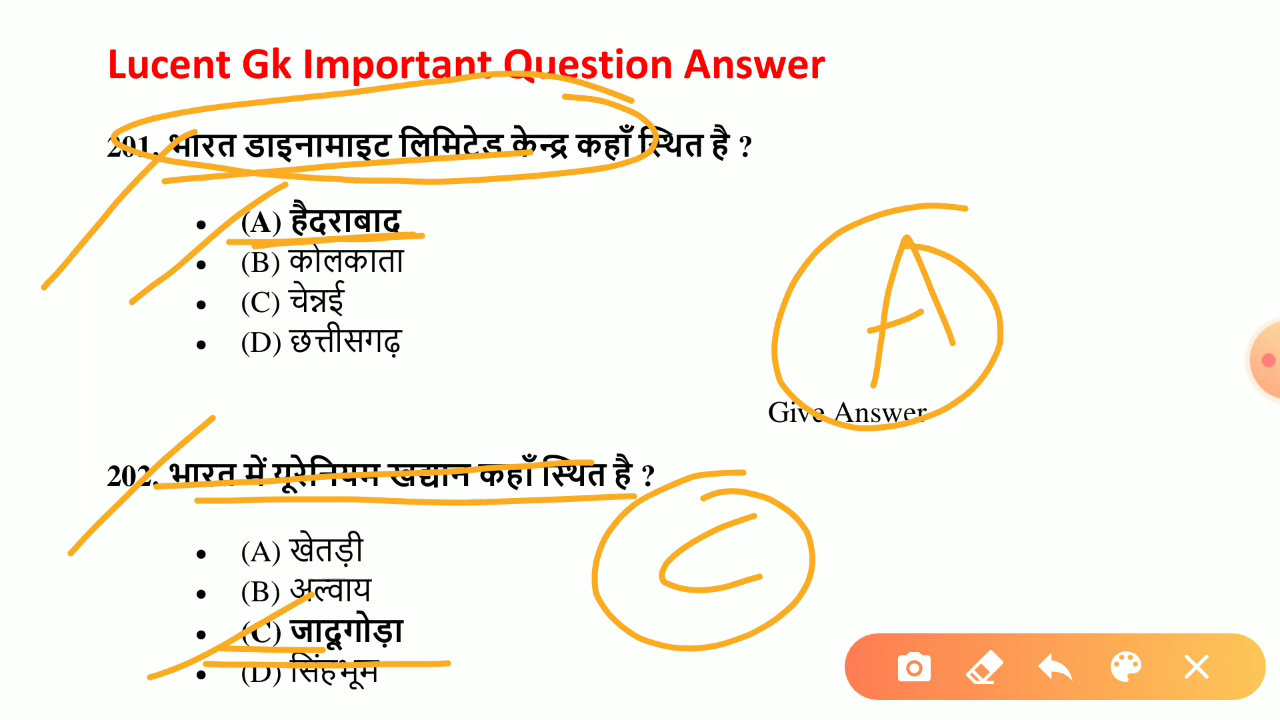 Lucent Gk Important Question Answer
201. भारत डाइनामाइट लिमिटेड केन्द्र कहाँ स्थित है ?
(A) हैदराबाद
(B) कोलकाता
(C) चेन्नई
(D) छत्तीसगढ़
A
Give Answer
202. भारत में यूरेनियम खद्यान कहाँ स्थित है ?
(A) खेतड़ी
(B) अल्वाय
(C) जादूगोड़ा
(D) सिंहभूम
C